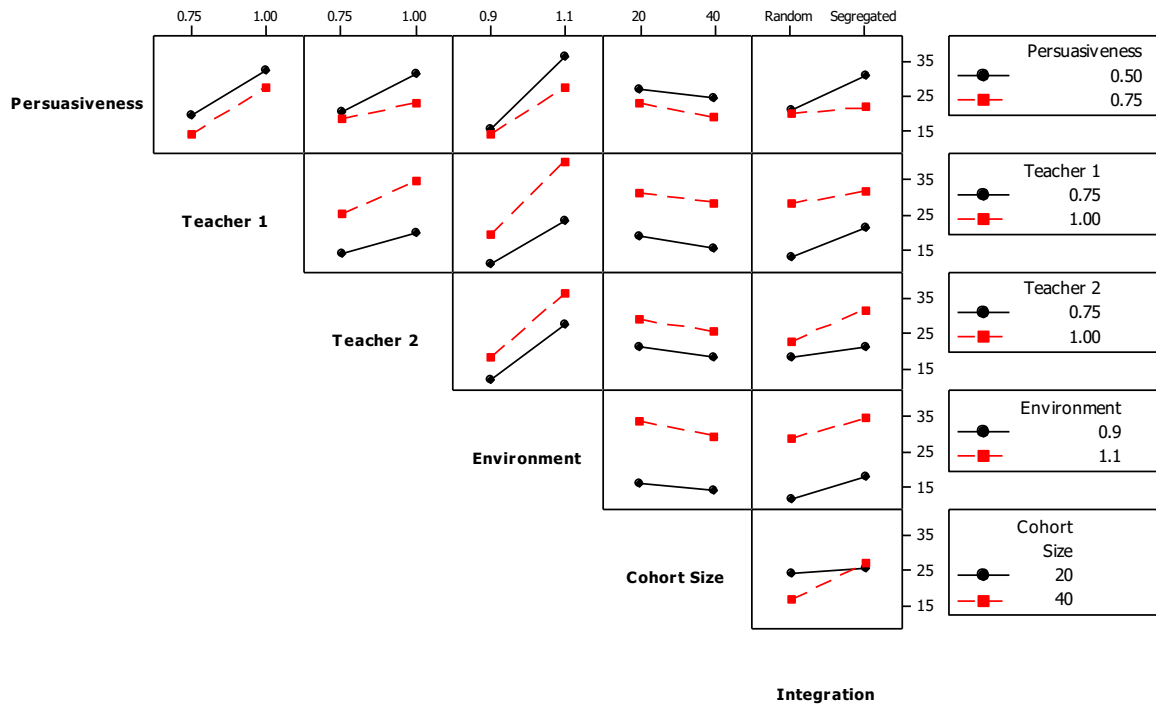 0.75 1.00 0.75 1.00 0.9 1.1 20 40 Random Segregated
Persuasiveness
35
25
15
Persuasiveness
0.50
0.75
Teacher 1
35
25
15
Teacher 1
0.75
1.00
Teacher 2
35
25
15
Teacher 2
0.75
1.00
Environment
35
25
15
Environment
0.9
1.1
Cohort Size
35
25
15
Cohort
Size
20
40
Integration